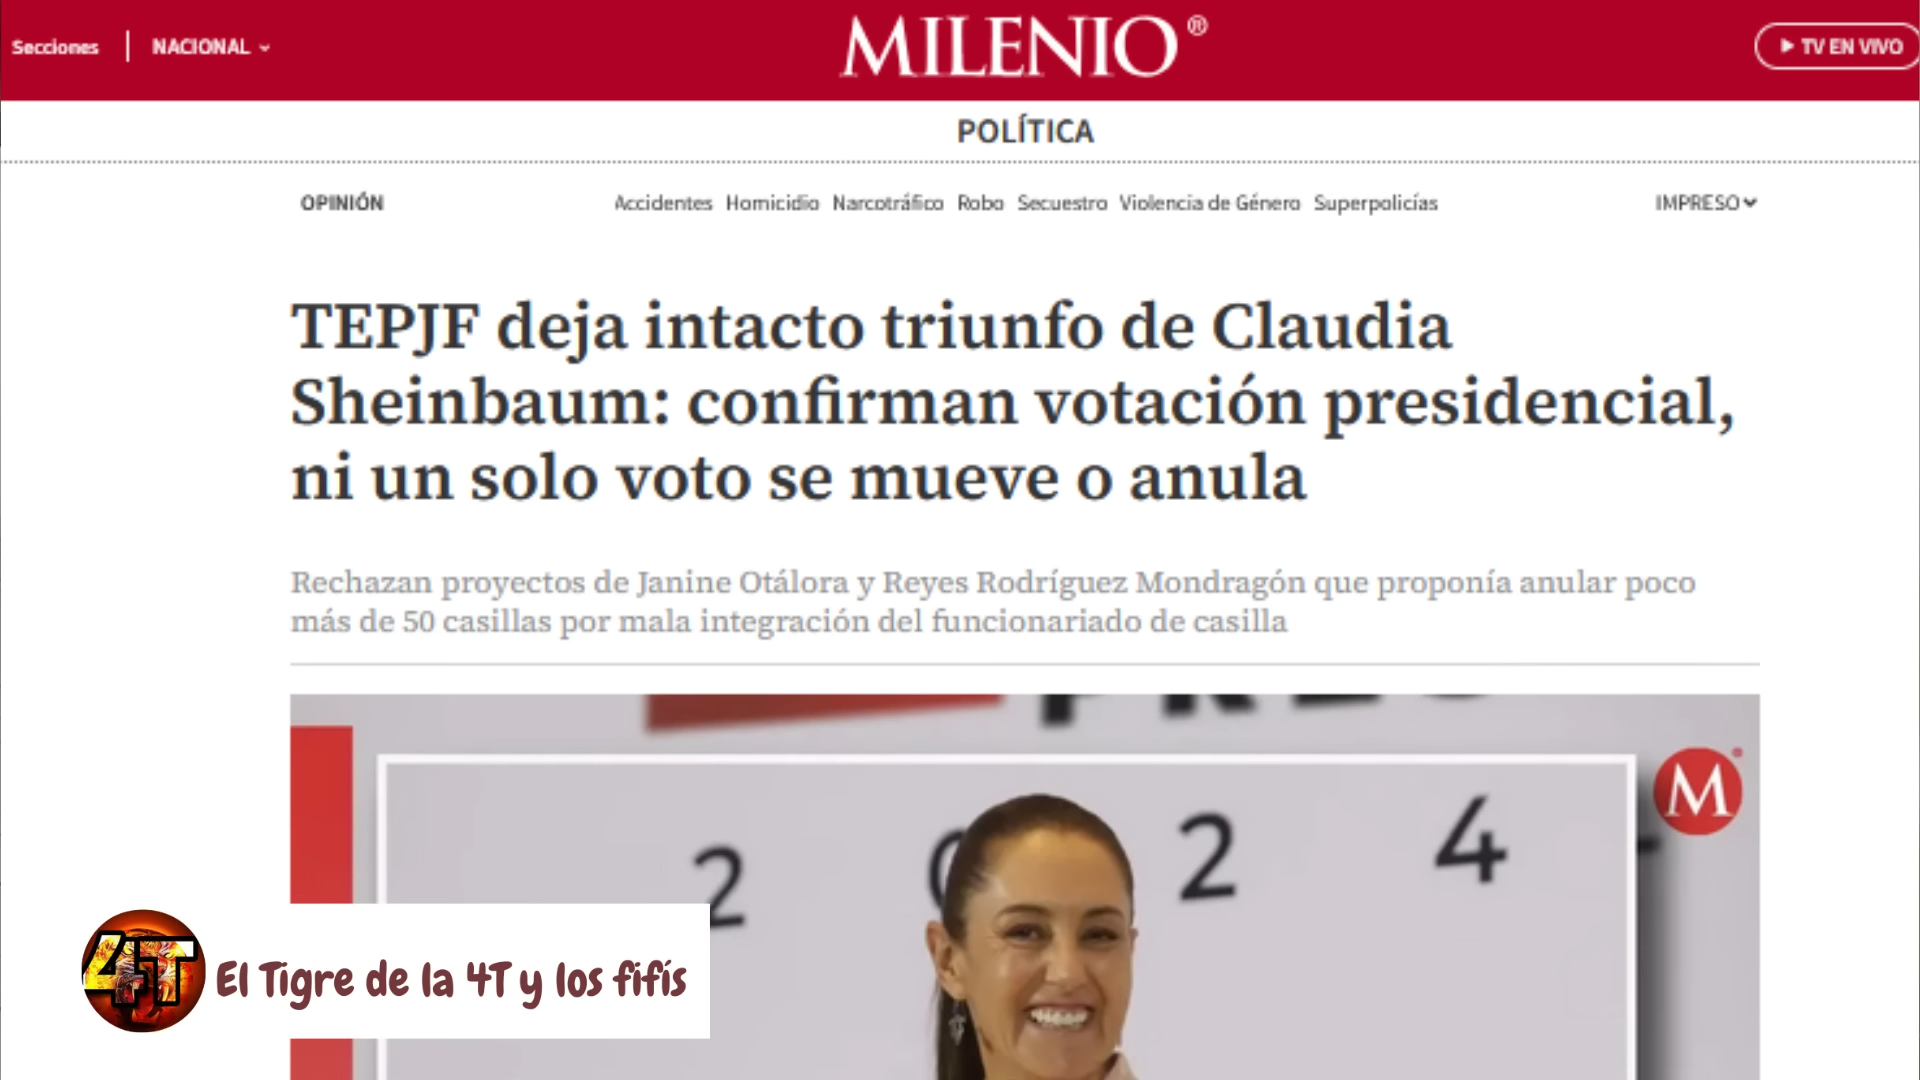 Secciones
NACIONAL
MILENIO®
TV EN VIVO
POLÍTICA
OPINIÓN
Accidentes Homicidio Narcotráfico Robo Secuestro Violencia de Género Superpolicías
IMPRESO
TEPJF deja intacto triunfo de Claudia
Sheinbaum: confirman votación presidencial,
ni un solo voto se mueve o anula
Rechazan proyectos de Janine Otálora y Reyes Rodríguez Mondragón que proponía anular poco
más de 50 casillas por mala integración del funcionariado de casilla
M
2 0 2 4
4T
El Tigre de la 4T y los fifís